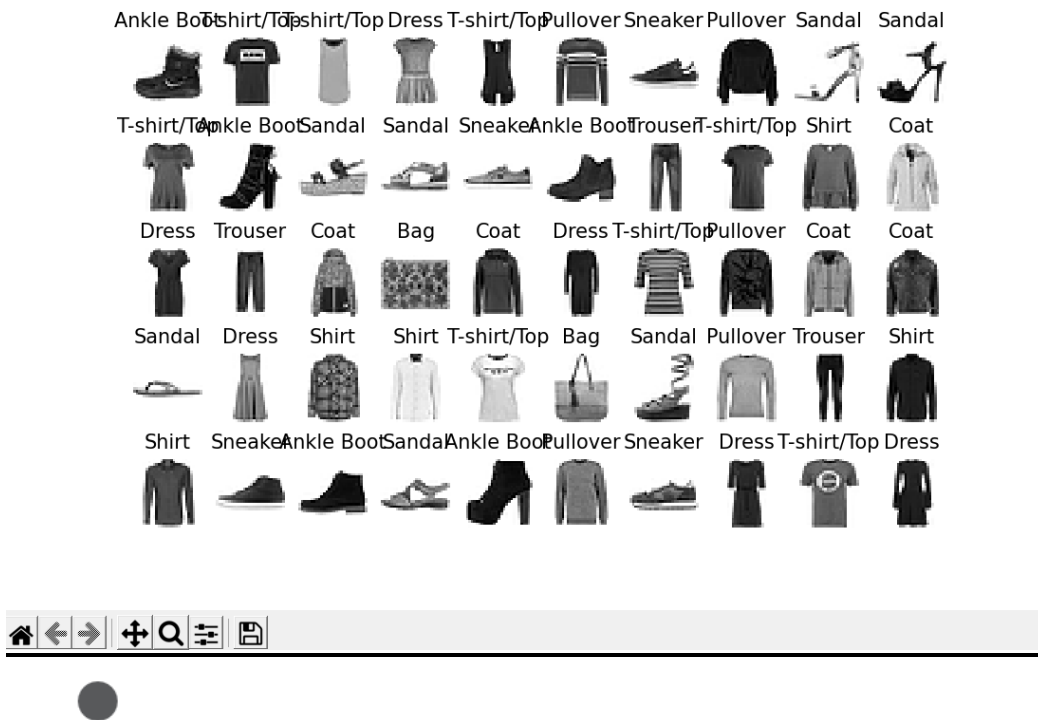 Ankle Boot T-shirt/Top T-shirt/Top Dress T-shirt/Top Pullover Sneaker Pullover Sandal Sandal
T-shirt/Top Ankle Boot Sandal Sandal Sneaker Ankle Boot Trouser T-shirt/Top Shirt Coat
Dress Trouser Coat Bag Coat Dress T-shirt/Top Pullover Coat Coat
Sandal Dress Shirt Shirt T-shirt/Top Bag Sandal Pullover Trouser Shirt
Shirt Sneaker Ankle Boot Sandal Ankle Boot Pullover Sneaker Dress T-shirt/Top Dress